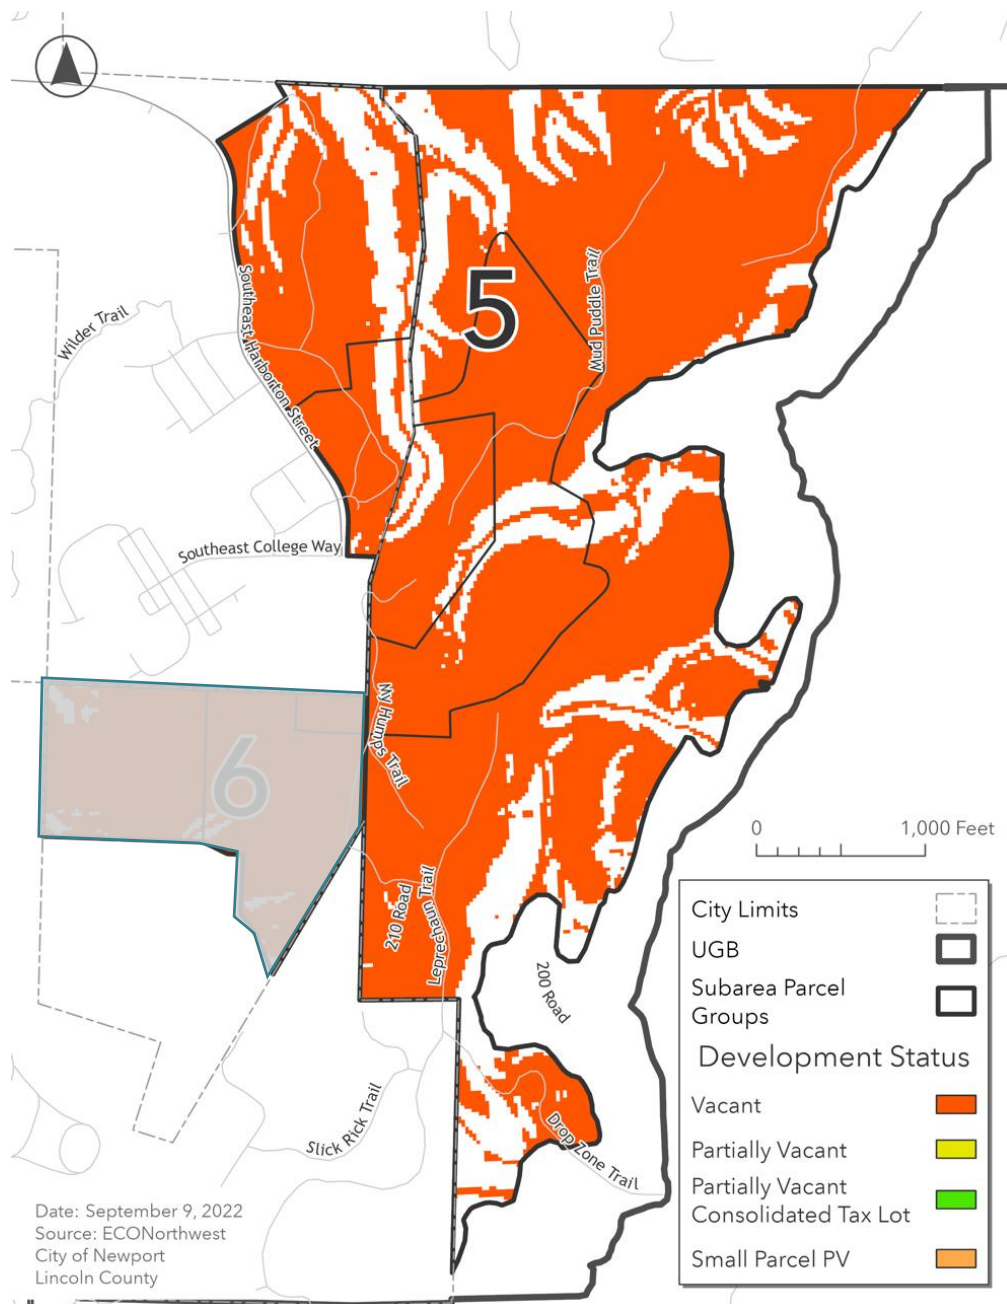 5
Wilder Trail
Southeast Harborton Street
Mud Puddle Trail
Southeast College Way
6
My Humps Trail
0 1,000 Feet
210 Road
Leprechaun Trail
200 Road
Slick Rick Trail
Drop Zone Trail
City Limits
UGB
Subarea Parcel
Groups
Development Status
Vacant
Partially Vacant
Partially Vacant
Consolidated Tax Lot
Small Parcel PV
Date: September 9, 2022
Source: ECONorthwest
City of Newport
Lincoln County